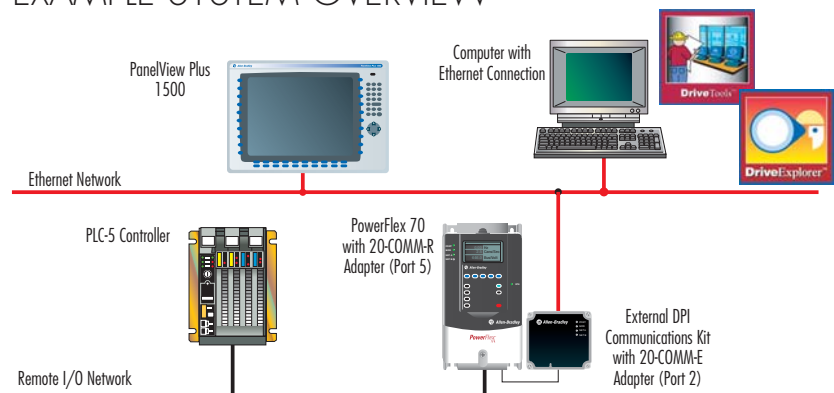 EXAMPLE SYSTEM OVERVIEW
PanelView Plus
1500
Computer with
Ethernet Connection
DriveTools™
DriveExplorer™
Ethernet Network
PLC-5 Controller
PowerFlex 70
with 20-COMM-R
Adapter (Port 5)
Allen-Bradley
PowerFlex
Allen-Bradley
External DPI
Communications Kit
with 20-COMM-E
Adapter (Port 2)
Remote I/O Network